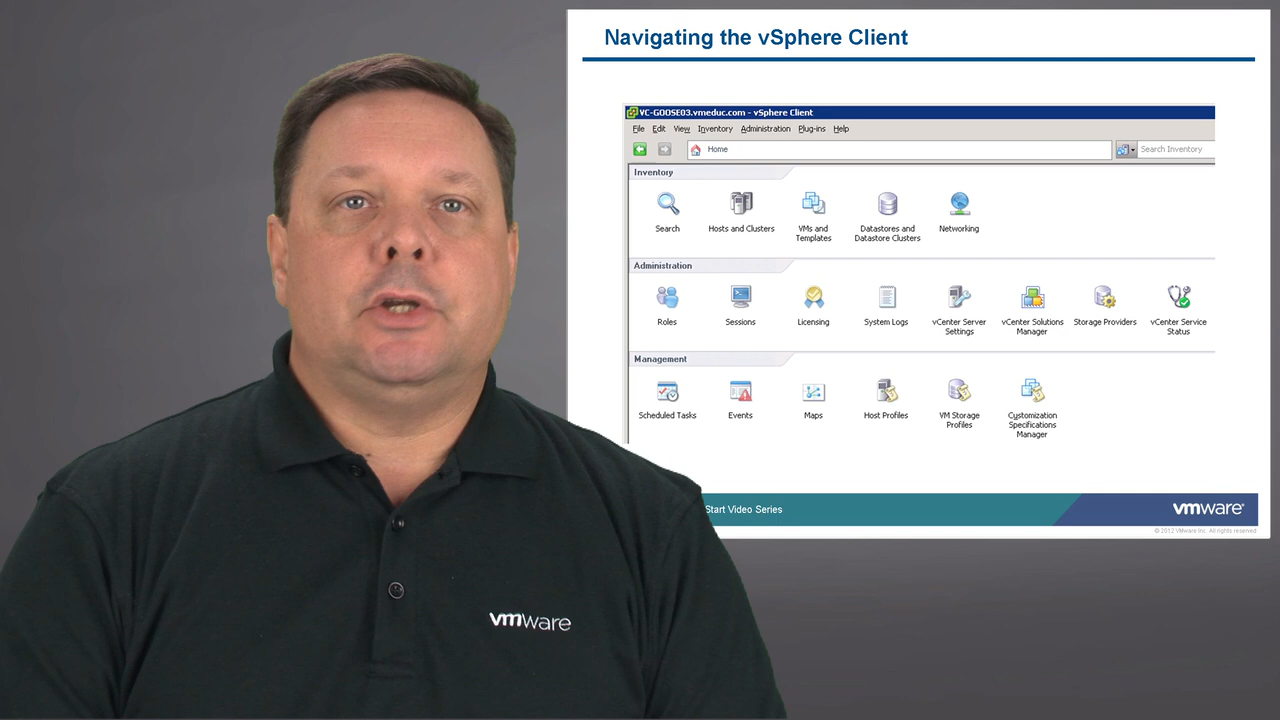 Navigating the vSphere Client
VC-GOOSE03.vmeduc.com - vSphere Client
File Edit View Inventory Administration Plug-ins Help
Home
Search Inventory
Inventory
Search
Hosts and Clusters
VMs and
Templates
Datastores and
Datastore Clusters
Networking
Administration
Roles
Sessions
Licensing
System Logs
vCenter Server
Settings
vCenter Solutions
Manager
Storage Providers
vCenter Service
Status
Management
Scheduled Tasks
Events
Maps
Host Profiles
VM Storage
Profiles
Customization
Specifications
Manager
Start Video Series
vmware
© 2012 VMware Inc. All rights reserved
vmware